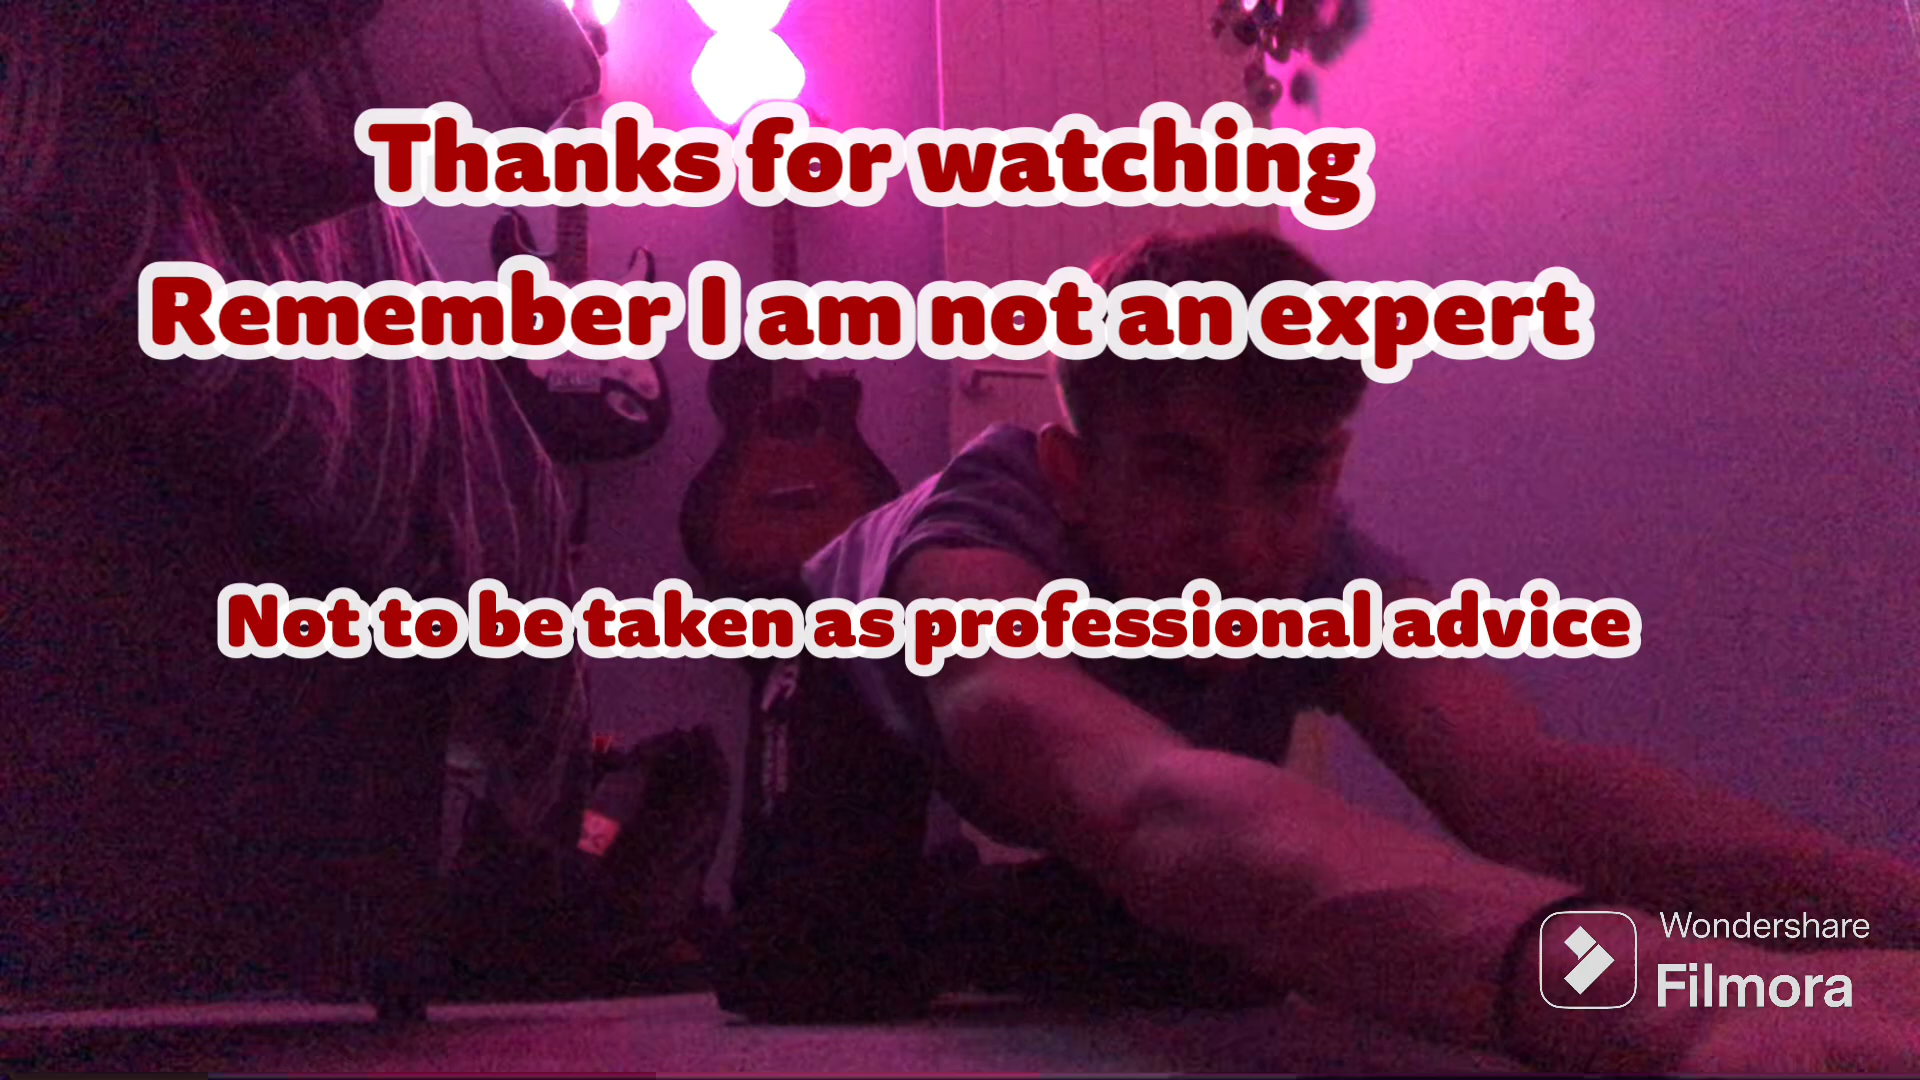 Thanks for watching
Remember I am not an expert
Not to be taken as professional advice
Wondershare
Filmora